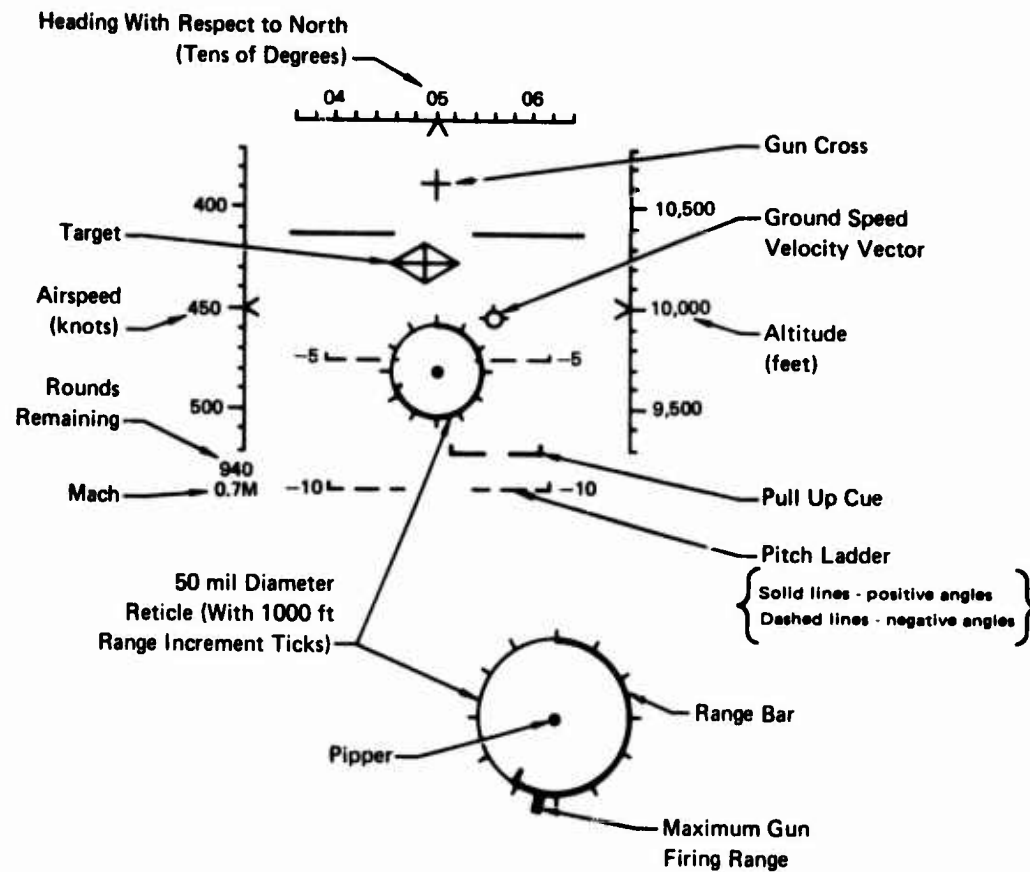 Heading With Respect to North
(Tens of Degrees)
04 05 06
Gun Cross
400
10,500
Ground Speed
Velocity Vector
Target
Airspeed
(knots)
450
10,000
Altitude
(feet)
-5
-5
Rounds
Remaining
500
9,500
940
Mach
0.7M
-10
-10
Pull Up Cue
Pitch Ladder
Solid lines - positive angles
Dashed lines - negative angles
50 mil Diameter
Reticle (With 1000 ft
Range Increment Ticks)
Range Bar
Pipper
Maximum Gun
Firing Range